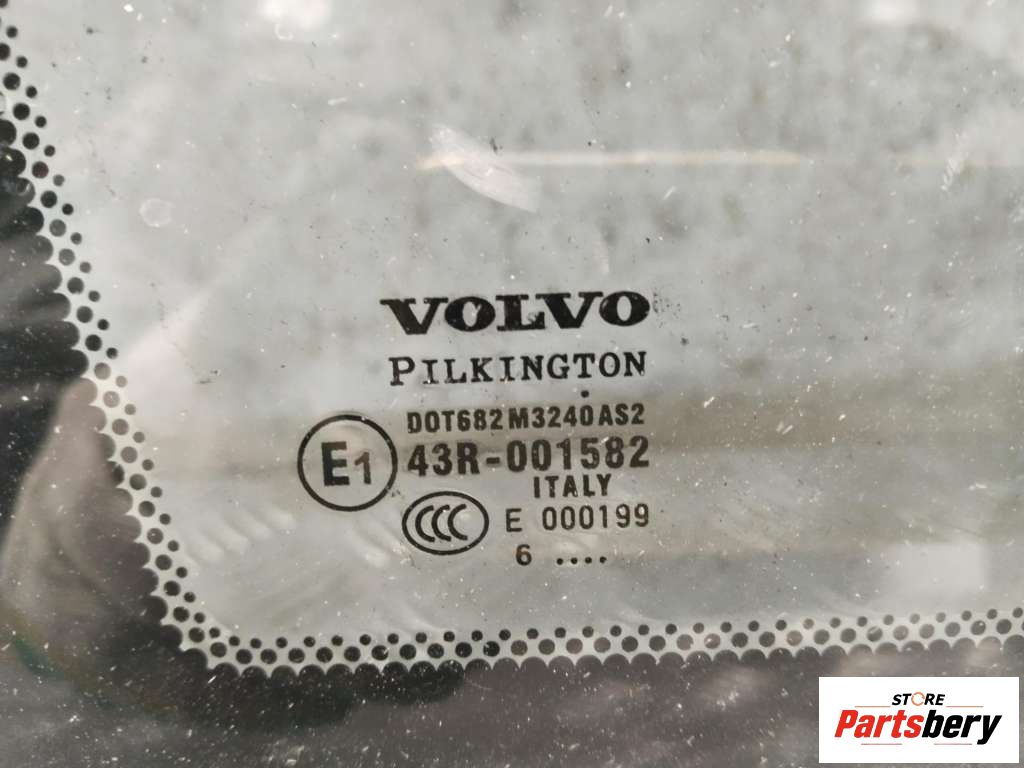 VOLVO
PILKINGTON
DOT682 M3240 AS2
E1 43R-001582
ITALY
CCC E 000199
6 ....
STORE
Partsbery